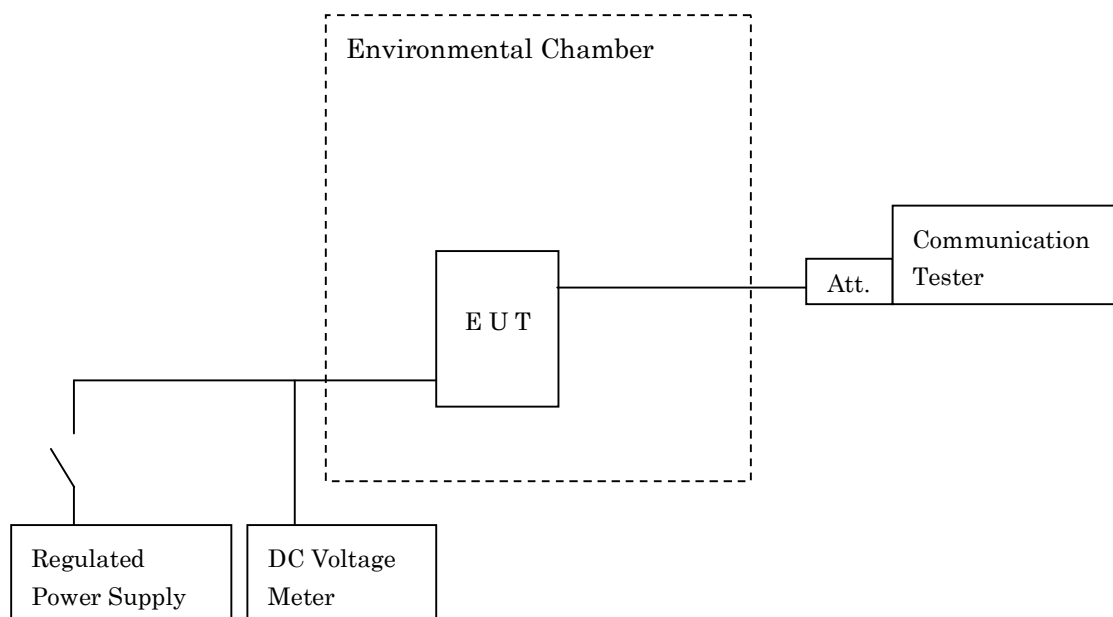 Environmental Chamber
Communication
Tester
Att.
E U T
Regulated
Power Supply
DC Voltage
Meter